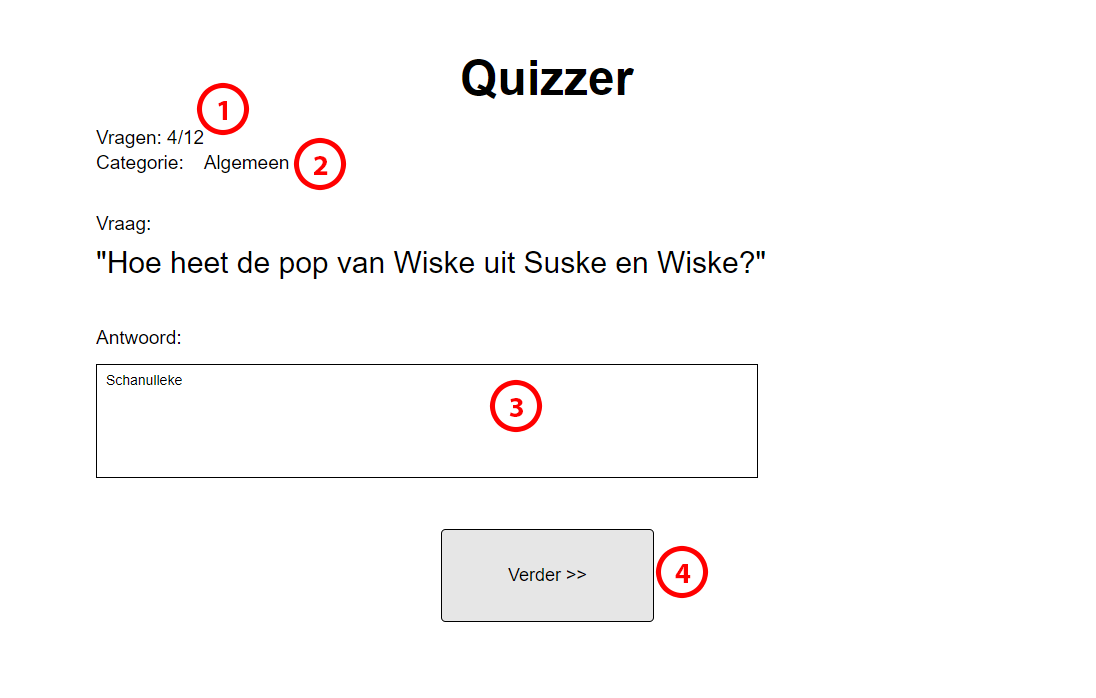 Quizzer
1
Vragen: 4/12
Categorie: Algemeen 2
Vraag:
"Hoe heet de pop van Wiske uit Suske en Wiske?"
Antwoord:
Schanulleke
3
Verder >> 4